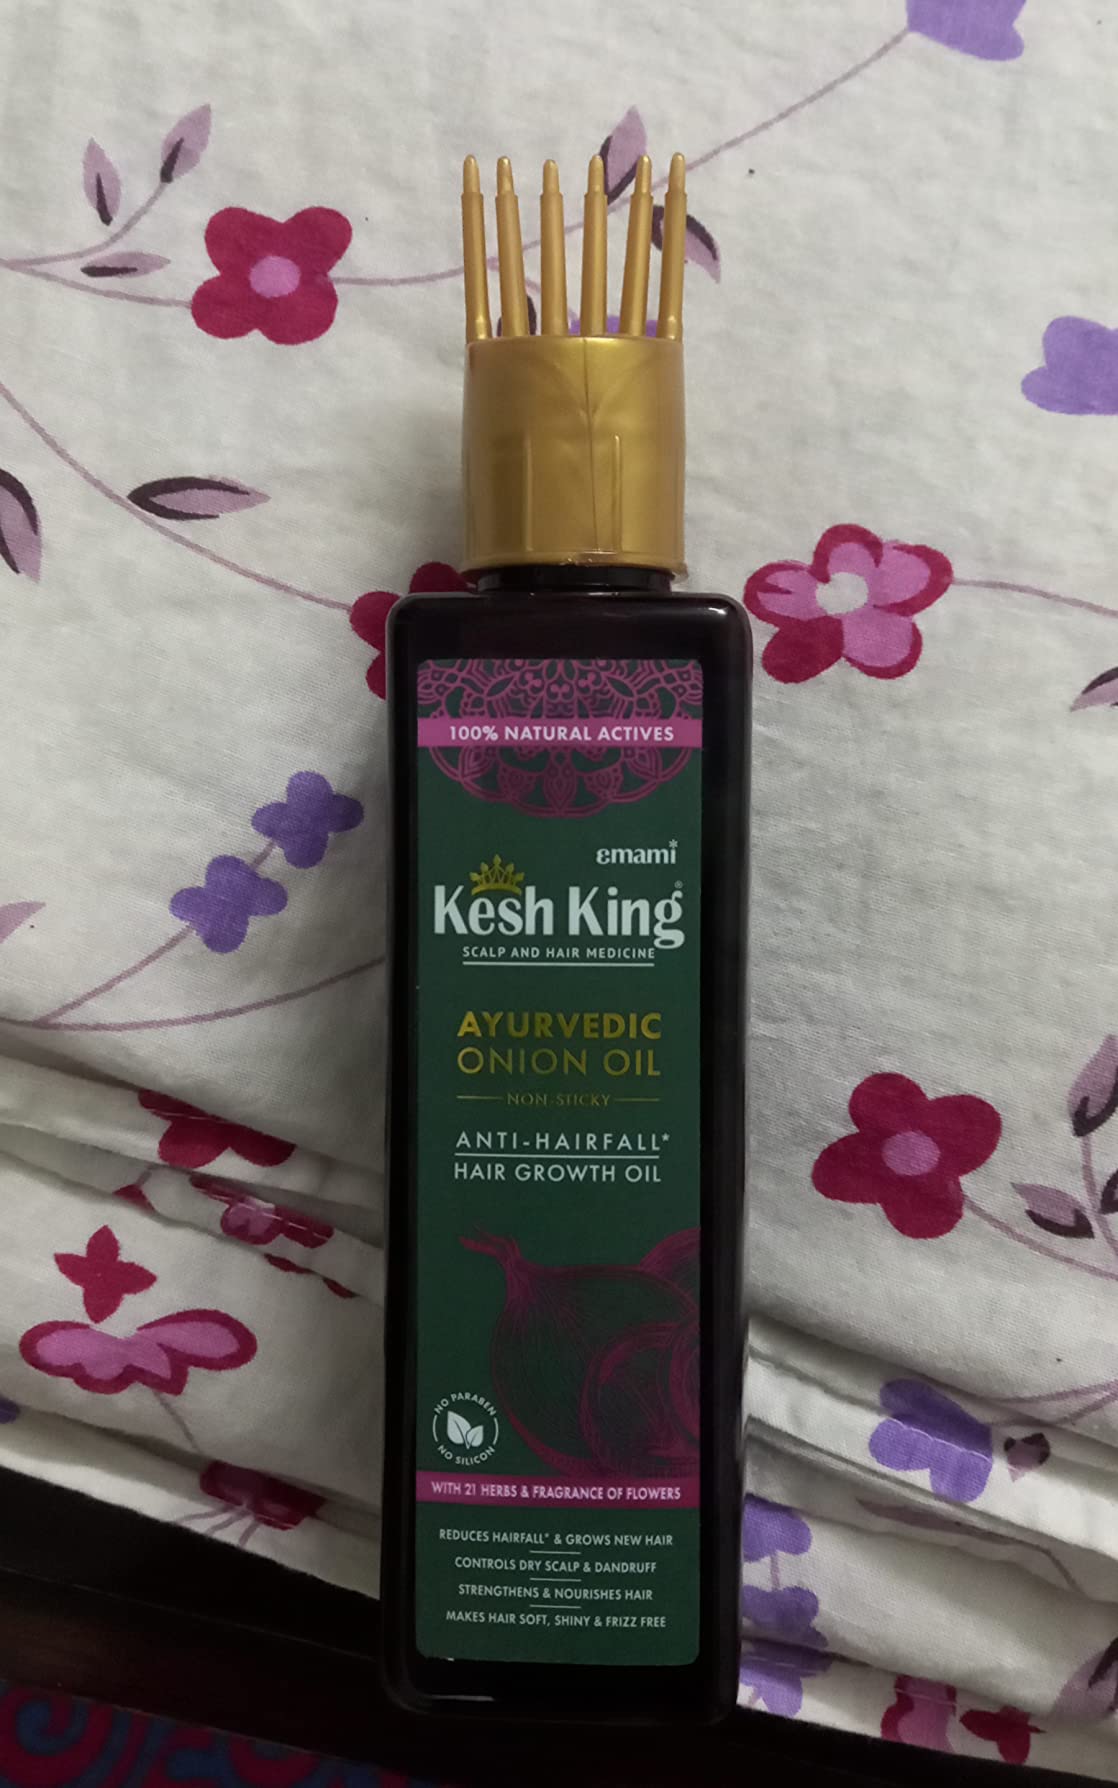 100% NATURAL ACTIVES
emami*
Kesh King®
SCALP AND HAIR MEDICINE
AYURVEDIC
ONION OIL
NON-STICKY
ANTI-HAIRFALL*
HAIR GROWTH OIL
NO PARABEN
NO SILICON
WITH 21 HERBS & FRAGRANCE OF FLOWERS
REDUCES HAIRFALL* & GROWS NEW HAIR
CONTROLS DRY SCALP & DANDRUFF
STRENGTHENS & NOURISHES HAIR
MAKES HAIR SOFT, SHINY & FRIZZ FREE